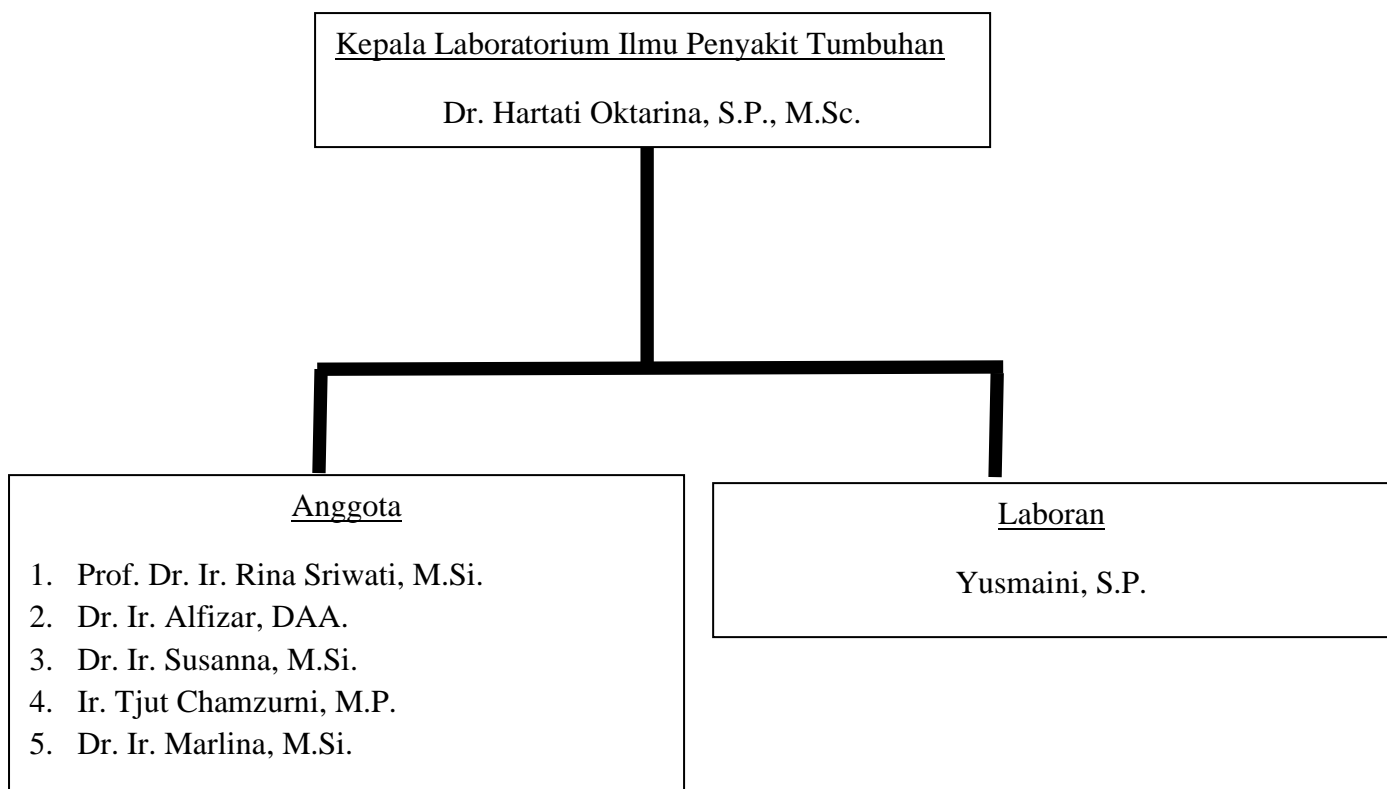 Kepala Laboratorium Ilmu Penyakit Tumbuhan
Dr. Hartati Oktarina, S.P., M.Sc.
Anggota
1. Prof. Dr. Ir. Rina Sriwati, M.Si.
2. Dr. Ir. Alfizar, DAA.
3. Dr. Ir. Susanna, M.Si.
4. Ir. Tjut Chamzurni, M.P.
5. Dr. Ir. Marlina, M.Si.
Laboran
Yusmaini, S.P.